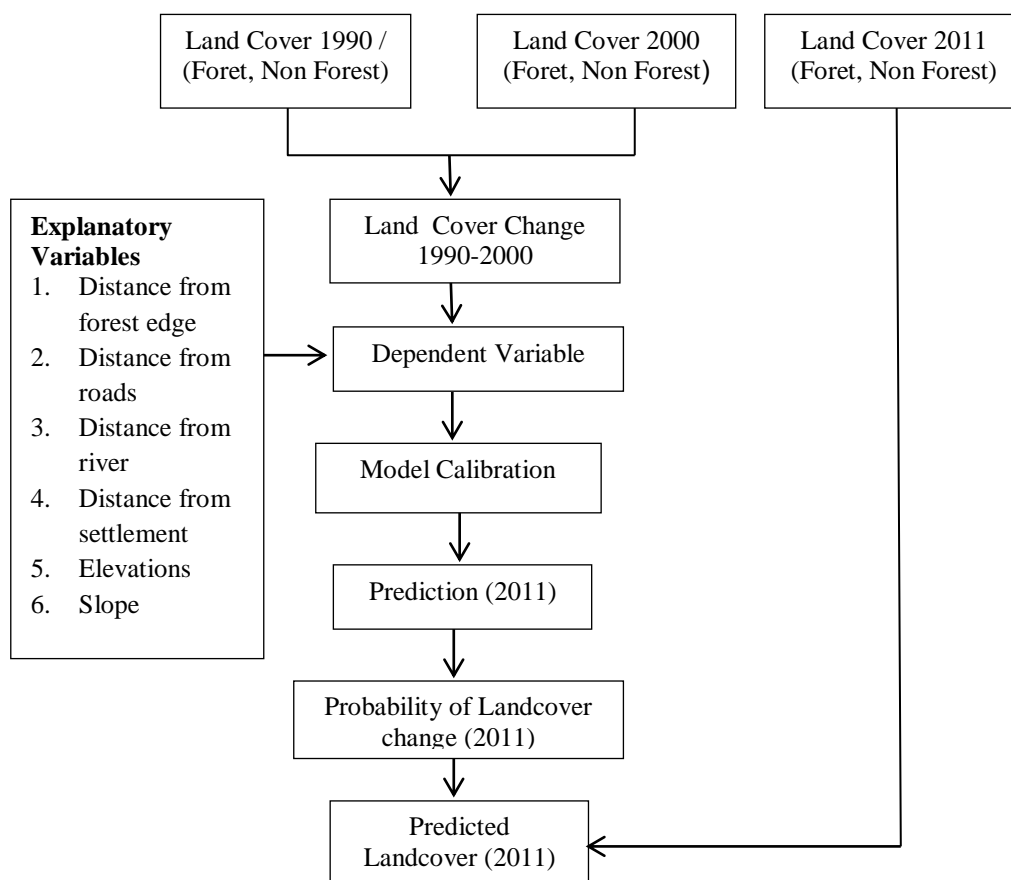 Land Cover 1990 /
(Foret, Non Forest)
Land Cover 2000
(Foret, Non Forest)
Land Cover 2011
(Foret, Non Forest)
Land Cover Change
1990-2000
Explanatory
Variables
1. Distance from
forest edge
2. Distance from
roads
3. Distance from
river
4. Distance from
settlement
5. Elevations
6. Slope
Dependent Variable
Model Calibration
Prediction (2011)
Probability of Landcover
change (2011)
Predicted
Landcover (2011)